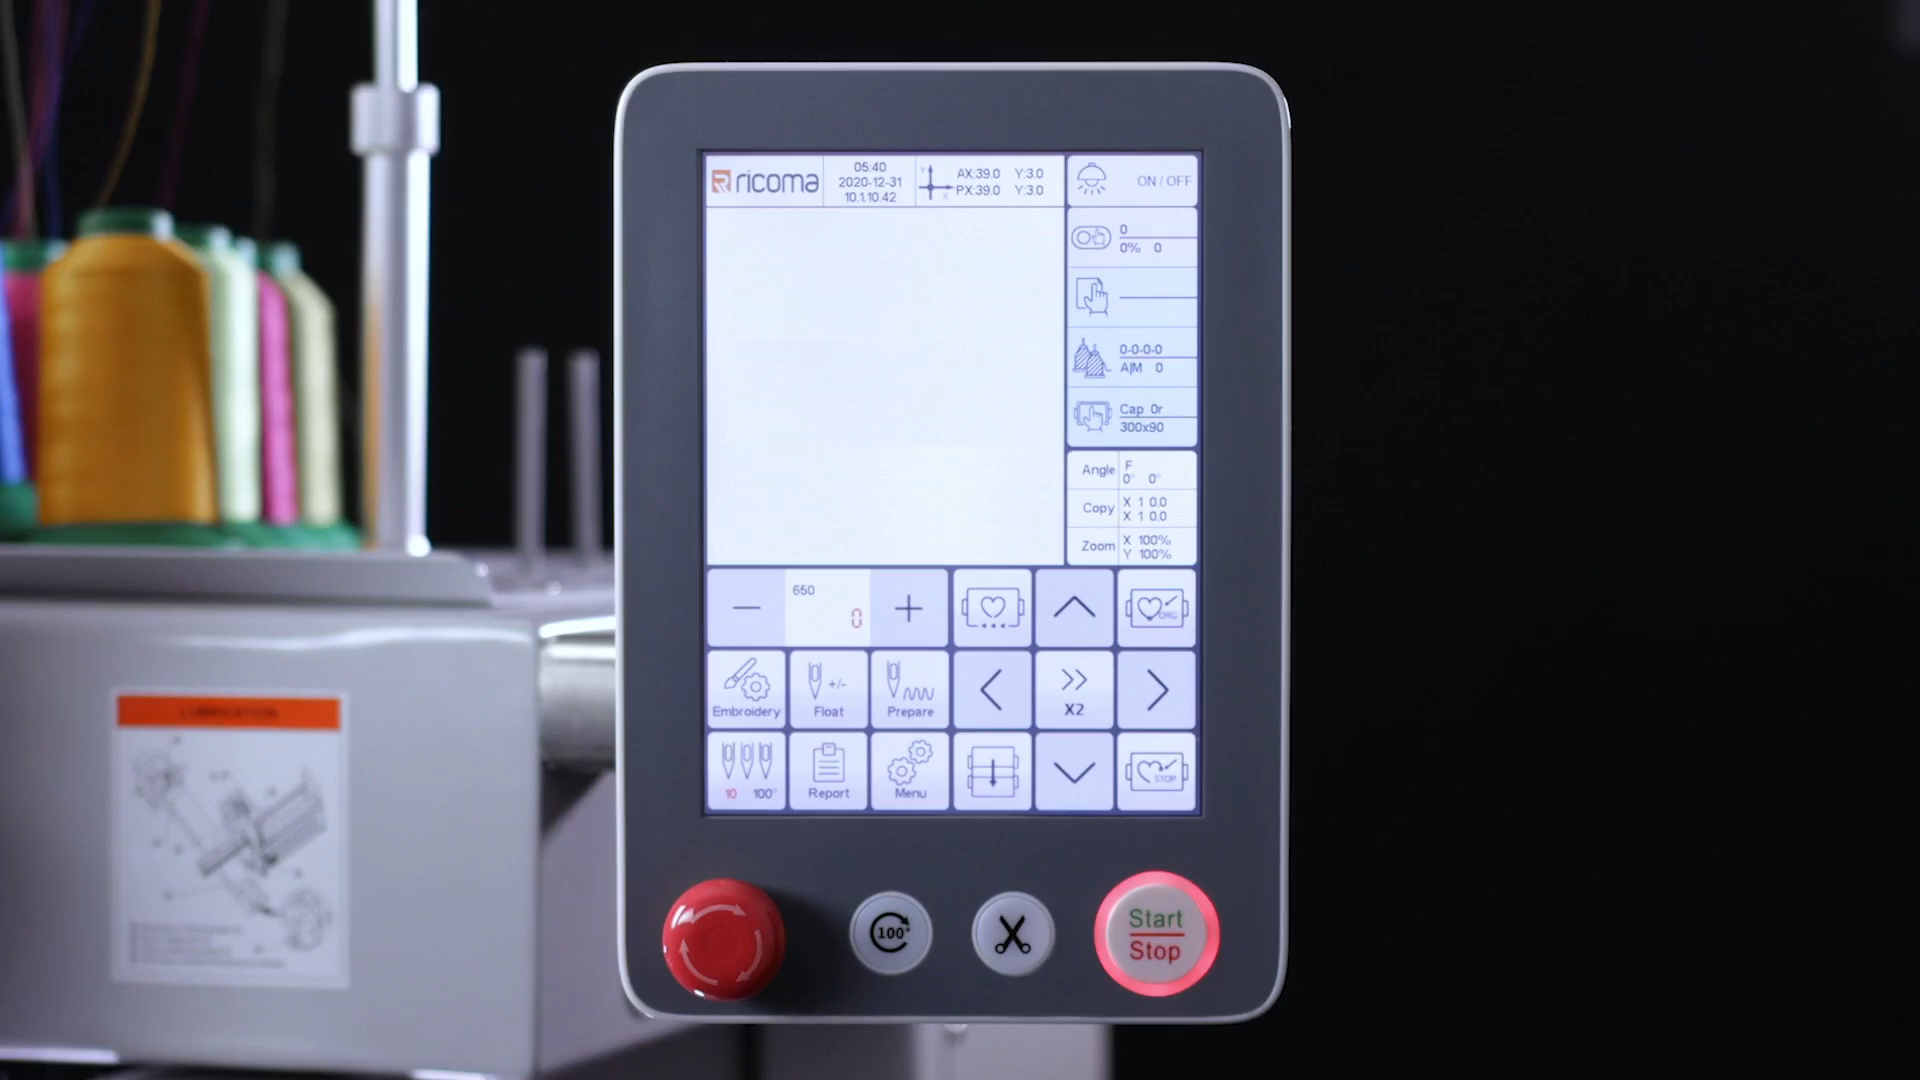 ricoma
05:40
2020-12-31
10.1.10.42
Y
X
AX:39.0 Y:3.0
PX:39.0 Y:3.0
ON / OFF
0
0% 0
0-0-0-0
A|M 0
Cap 0r
300x90
Angle F
0° 0°
Copy X 1 0.0
X 1 0.0
Zoom X 100%
Y 100%
650
0
ORG
Embroidery
+/-
Float
Prepare
X2
10 100°
Report
Menu
STOP
100°
Start
Stop
LUBRICATION